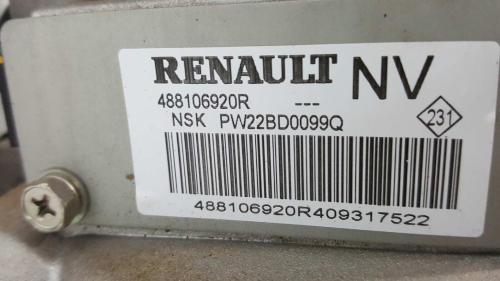 RENAULT NV
488106920R ---
NSK PW22BD0099Q 231
488106920R409317522